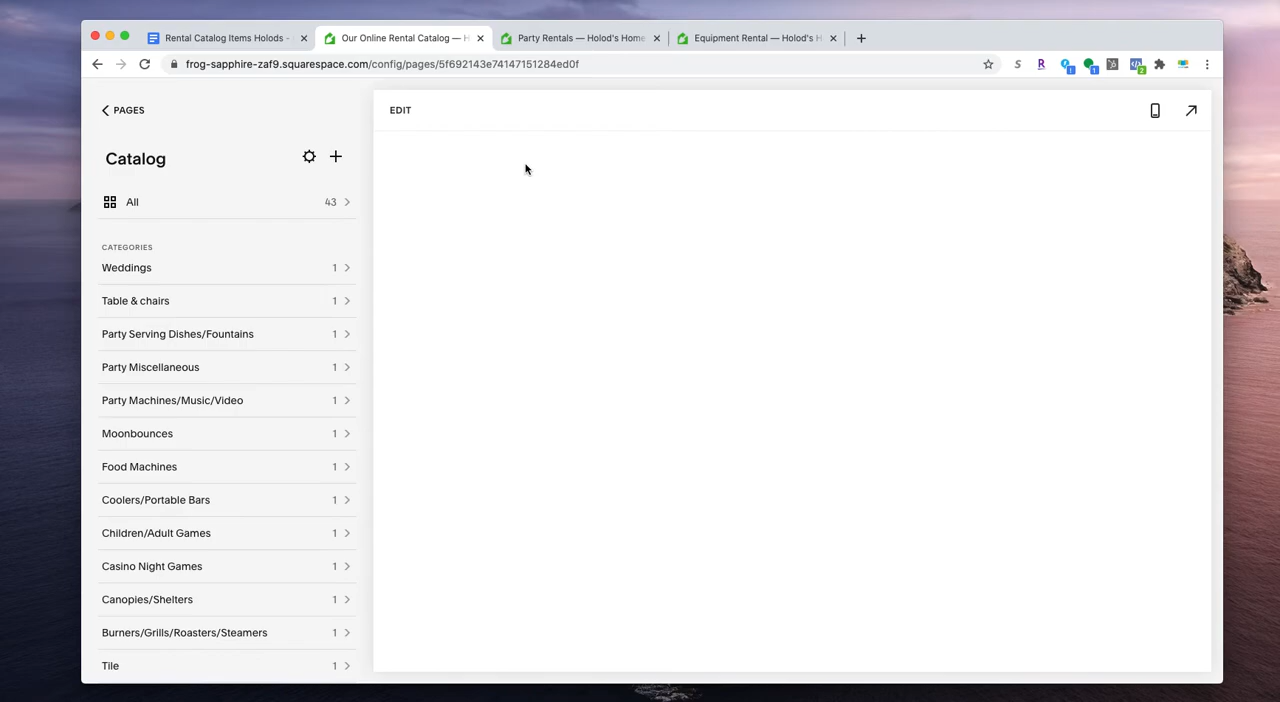 Rental Catalog Items Holods -
Our Online Rental Catalog — H
Party Rentals — Holod's Home
Equipment Rental — Holod's H
frog-sapphire-zaf9.squarespace.com/config/pages/5f692143e74147151284ed0f
S
R
1
1
2
PAGES
EDIT
Catalog
All 43
CATEGORIES
Weddings 1
Table & chairs 1
Party Serving Dishes/Fountains 1
Party Miscellaneous 1
Party Machines/Music/Video 1
Moonbounces 1
Food Machines 1
Coolers/Portable Bars 1
Children/Adult Games 1
Casino Night Games 1
Canopies/Shelters 1
Burners/Grills/Roasters/Steamers 1
Tile 1